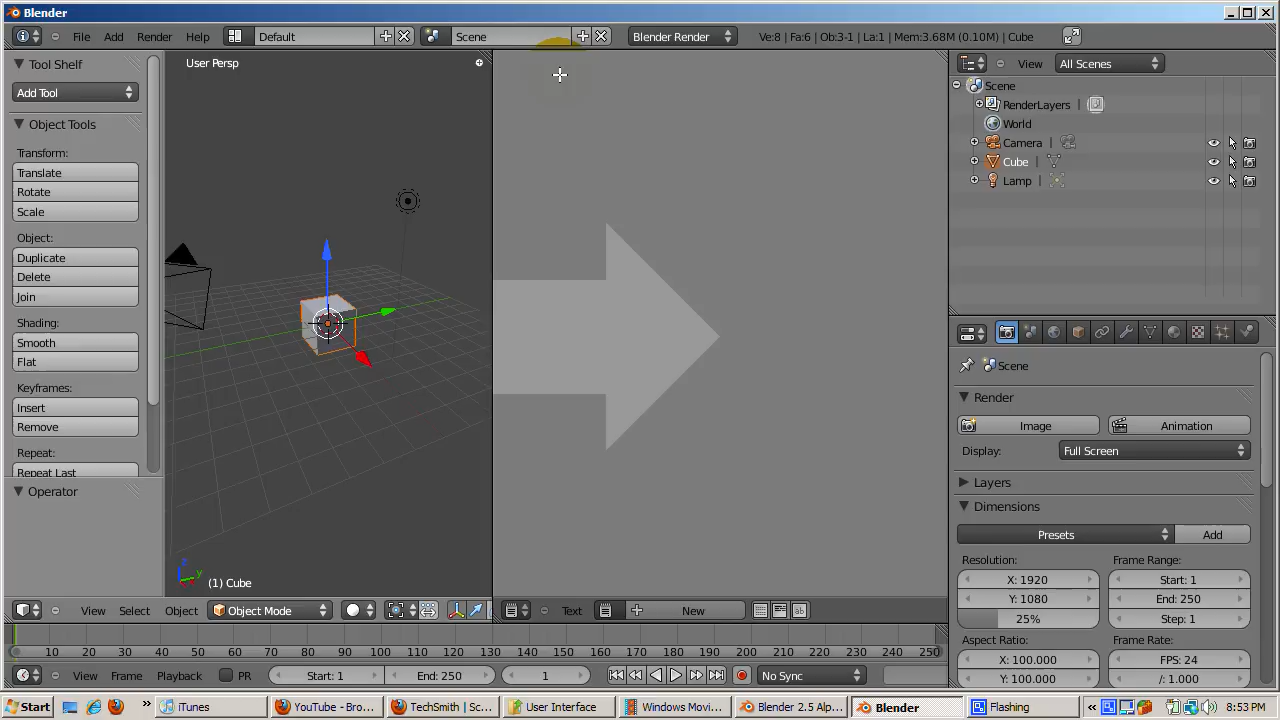 Blender
File Add Render Help Default Scene Blender Render Ve:8 | Fa:6 | Ob:3-1 | La:1 | Mem:3.68M (0.10M) | Cube
Tool Shelf
Add Tool
Object Tools
Transform:
Translate
Rotate
Scale
Object:
Duplicate
Delete
Join
Shading:
Smooth
Flat
Keyframes:
Insert
Remove
Repeat:
Repeat Last
Operator
User Persp
z
y
(1) Cube
View Select Object Object Mode
Text New
View All Scenes
Scene
RenderLayers
World
Camera
Cube
Lamp
Scene
Render
Image Animation
Display: Full Screen
Layers
Dimensions
Presets Add
Resolution: Frame Range:
X: 1920 Start: 1
Y: 1080 End: 250
25% Step: 1
Aspect Ratio: Frame Rate:
X: 100.000 FPS: 24
Y: 100.000 /: 1.000
10 20 30 40 50 60 70 80 90 100 110 120 130 140 150 160 170 180 190 200 210 220 230 240 250
View Frame Playback PR Start: 1 End: 250 1 No Sync
Start iTunes YouTube - Bro... TechSmith | Sc... User Interface Windows Movi... Blender 2.5 Alp... Blender Flashing 8:53 PM